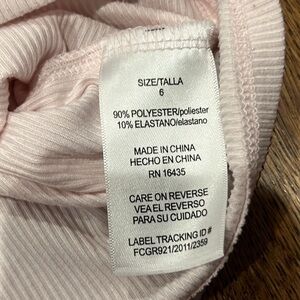 SIZE/TALLA
6
90% POLYESTER/poliester
10% ELASTANO/elastano
MADE IN CHINA
HECHO EN CHINA
RN 16435
CARE ON REVERSE
VEA EL REVERSO
PARA SU CUIDADO
LABEL TRACKING ID#
FCGR921/2011/2359